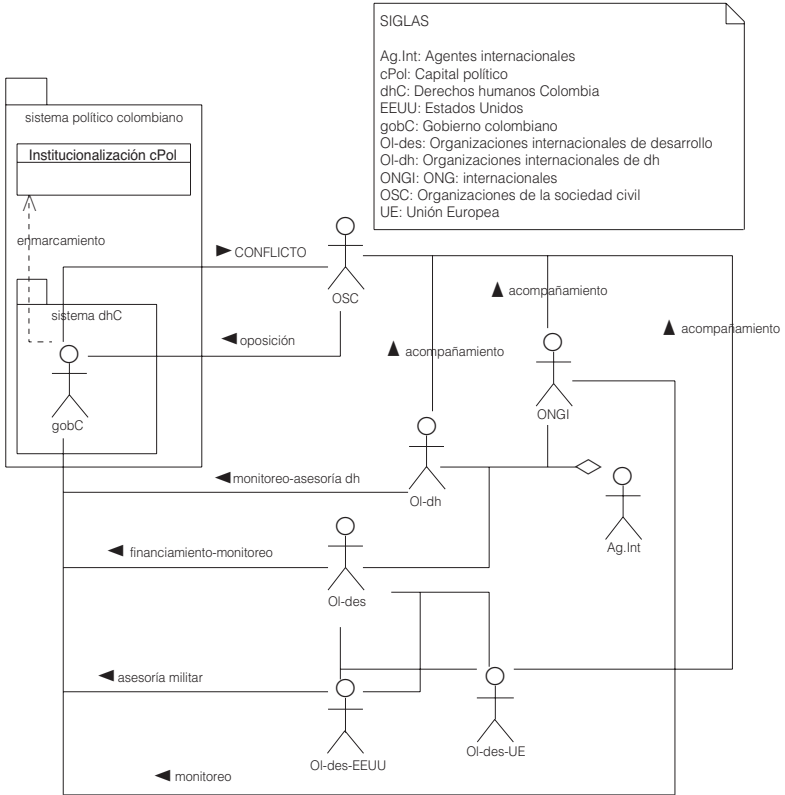 SIGLAS
Ag.Int: Agentes internacionales
cPol: Capital político
dhC: Derechos humanos Colombia
EEUU: Estados Unidos
gobC: Gobierno colombiano
OI-des: Organizaciones internacionales de desarrollo
OI-dh: Organizaciones internacionales de dh
ONGI: ONG: internacionales
OSC: Organizaciones de la sociedad civil
UE: Unión Europea
sistema político colombiano
Institucionalización cPol
enmarcamiento
CONFLICTO
OSC
acompañamiento
sistema dhC
acompañamiento
oposición
acompañamiento
ONGI
gobC
monitoreo-asesoría dh
OI-dh
Ag.Int
financiamiento-monitoreo
OI-des
asesoría militar
OI-des-UE
OI-des-EEUU
monitoreo